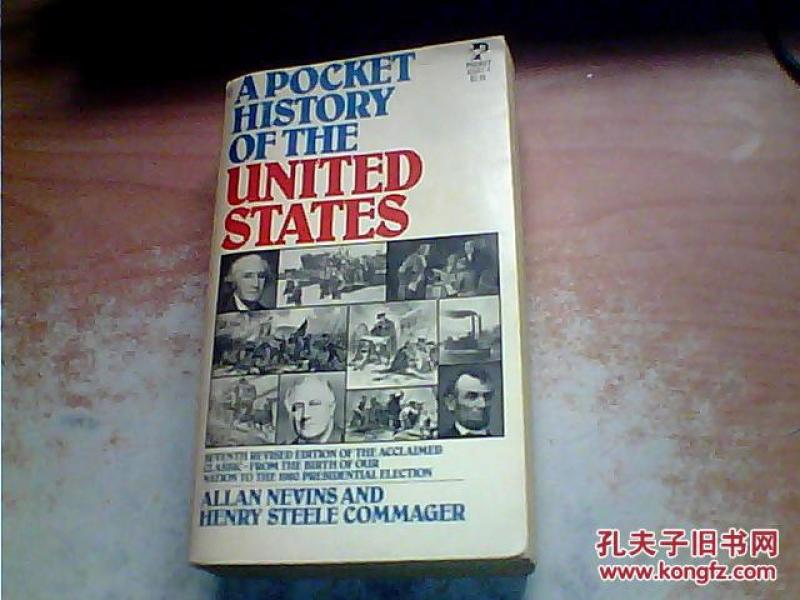 A POCKET
HISTORY
OF THE
UNITED
STATES
POCKET
SEVENTH REVISED EDITION OF THE ACCLAIMED
CLASSIC-FROM THE BIRTH OF OUR
NATION TO THE PRESIDENTIAL ELECTION
ALLAN NEVINS AND
HENRY STEELE COMMAGER
孔夫子旧书网
www.kongfz.com